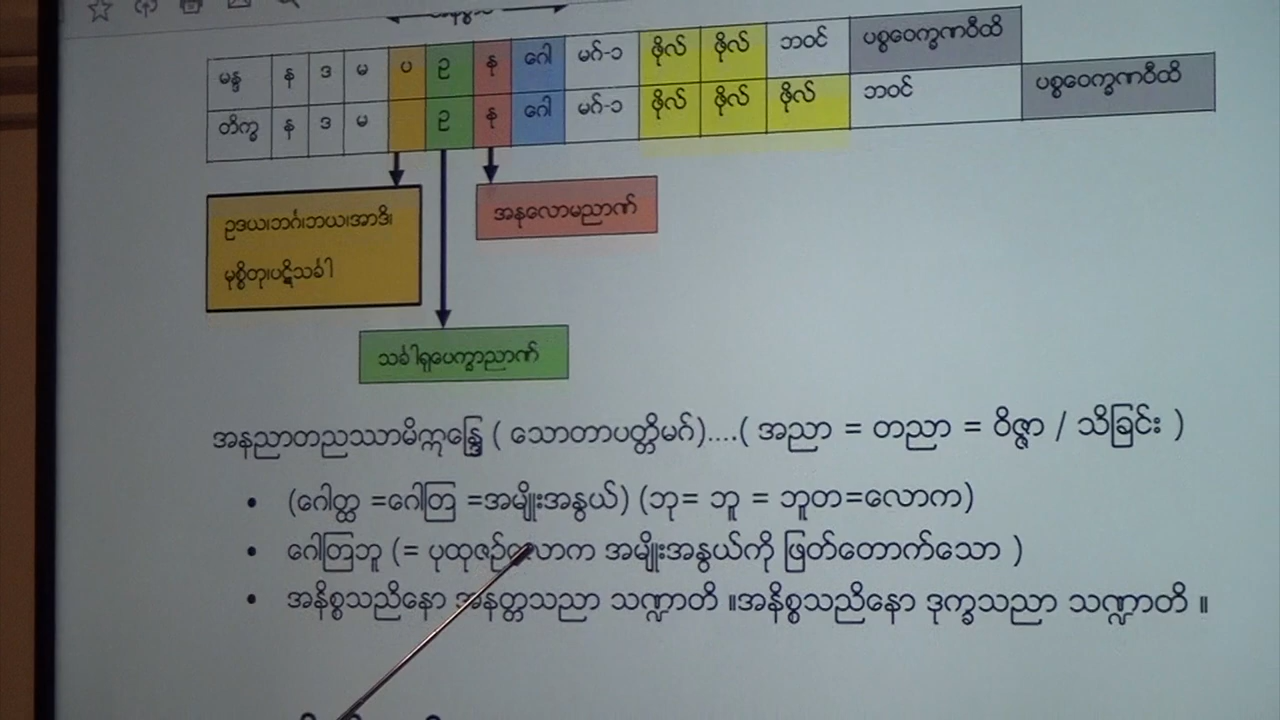 မန္ဒ န ဒ မ ပ ဥ နု ဂေါ မဂ်-၁ ဖိုလ် ဖိုလ် ဘဝင် ပစ္စဝေက္ခဏဝီထိ
တိက္ခ န ဒ မ ဥ နု ဂေါ မဂ်-၁ ဖိုလ် ဖိုလ် ဖိုလ် ဘဝင် ပစ္စဝေက္ခဏဝီထိ
ဥဒယ၊ဘင်္ဂ၊ဘယ၊အာဒိ၊
မုစ္စိတု၊ပဋိသင်္ခါ
အနုလောမညာဏ်
သင်္ခါရုပေက္ခာညာဏ်
အနညာတညဿာမိဣန္ဒြေ ( သောတာပတ္တိမဂ်)....( အညာ = တညာ = ဝိဇ္ဇာ / သိခြင်း )
• (ဂေါတ္ထ =ဂေါတြ =အမျိုးအနွယ်) (ဘု= ဘူ = ဘူတ=လောက)
• ဂေါတြဘူ (= ပုထုဇဉ်လောက အမျိုးအနွယ်ကို ဖြတ်တောက်သော )
• အနိစ္စသညိနော အနတ္တသညာ သဏ္ဌာတိ ။အနိစ္စသညိနော ဒုက္ခသညာ သဏ္ဌာတိ ။